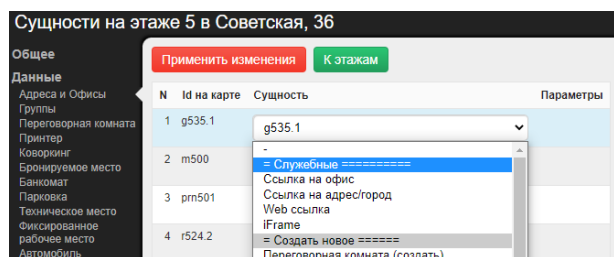 Сущности на этаже 5 в Советская, 36
Общее
Данные
Адреса и Офисы
Группы
Переговорная комната
Принтер
Коворкинг
Бронируемое место
Банкомат
Парковка
Техническое место
Фиксированное
рабочее место
Автомобиль
Применить изменения
К этажам
N Id на карте Сущность Параметры
1 g535.1 g535.1
2 m500
3 prn501
4 r524.2
-
= Служебные ==========
Ссылка на офис
Ссылка на адрес/город
Web ссылка
iFrame
= Создать новое ======
Переговорная комната (создать)